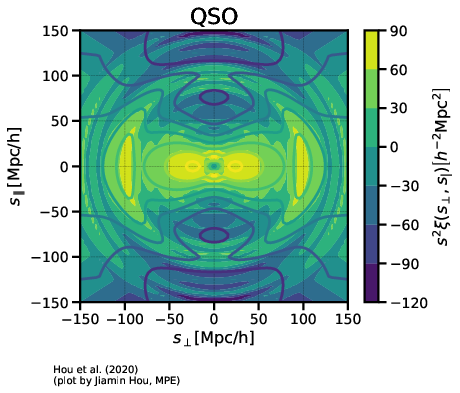 QSO
150
100
50
0
−50
−100
−150
s∥[Mpc/h]
−150 −100 −50 0 50 100 150
s⊥[Mpc/h]
90
60
30
0
−30
−60
−90
−120
s²ξ(s⊥, s∥)[h⁻²Mpc²]
Hou et al. (2020)
(plot by Jiamin Hou, MPE)